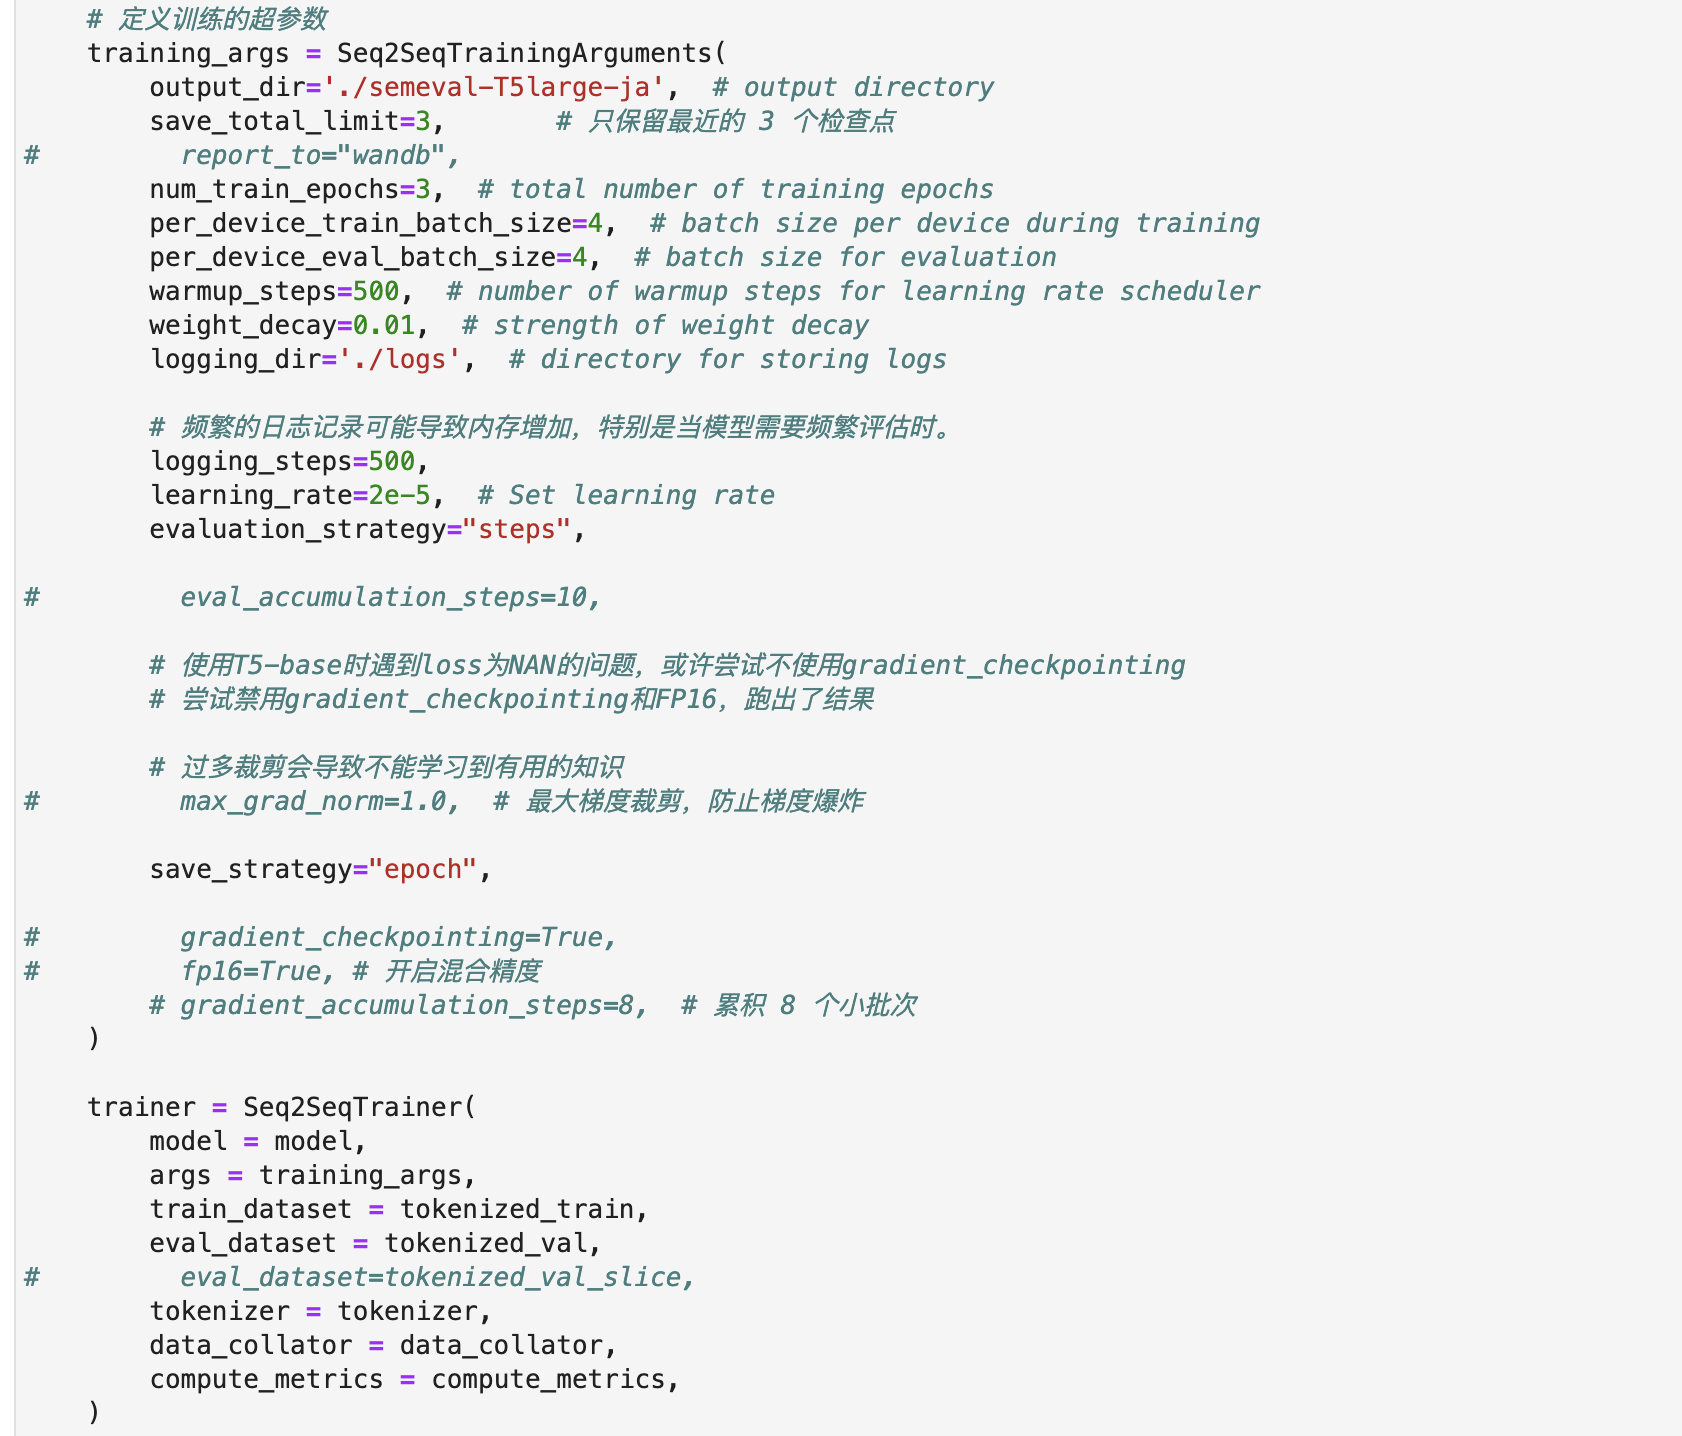 # 定义训练的超参数
training_args = Seq2SeqTrainingArguments(
output_dir='./semeval-T5large-ja',  # output directory
save_total_limit=3,       # 只保留最近的 3 个检查点
#         report_to="wandb",
num_train_epochs=3,  # total number of training epochs
per_device_train_batch_size=4,  # batch size per device during training
per_device_eval_batch_size=4,  # batch size for evaluation
warmup_steps=500,  # number of warmup steps for learning rate scheduler
weight_decay=0.01,  # strength of weight decay
logging_dir='./logs',  # directory for storing logs
# 频繁的日志记录可能导致内存增加，特别是当模型需要频繁评估时。
logging_steps=500,
learning_rate=2e-5,  # Set learning rate
evaluation_strategy="steps",
#         eval_accumulation_steps=10,
# 使用T5-base时遇到loss为NAN的问题，或许尝试不使用gradient_checkpointing
# 尝试禁用gradient_checkpointing和FP16，跑出了结果
# 过多裁剪会导致不能学习到有用的知识
#         max_grad_norm=1.0,  # 最大梯度裁剪，防止梯度爆炸
save_strategy="epoch",
#         gradient_checkpointing=True,
#         fp16=True, # 开启混合精度
# gradient_accumulation_steps=8,  # 累积 8 个小批次
)
trainer = Seq2SeqTrainer(
model = model,
args = training_args,
train_dataset = tokenized_train,
eval_dataset = tokenized_val,
#         eval_dataset=tokenized_val_slice,
tokenizer = tokenizer,
data_collator = data_collator,
compute_metrics = compute_metrics,
)